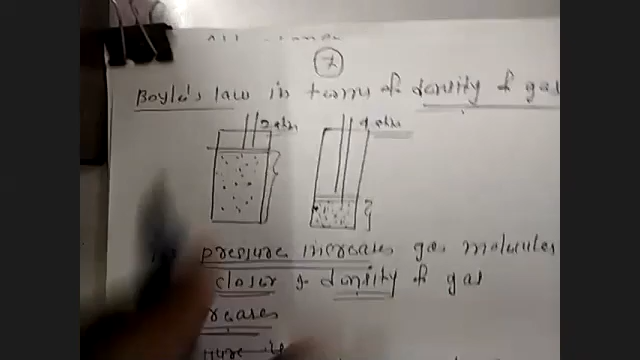 7
Boyle's law in terms of density of gas
2 atm 4 atm
pressure increases gas molecules
closer & density of gas